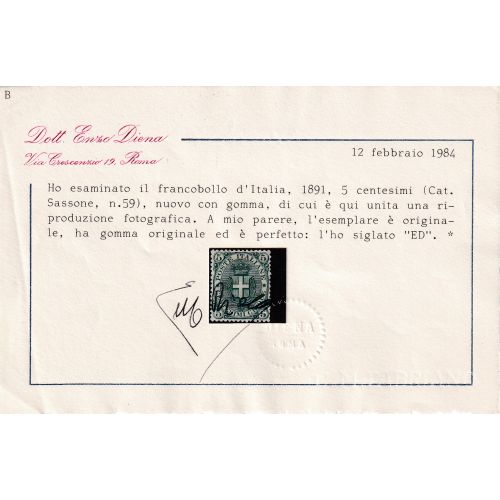 B
Dott. Enzo Diena
Via Crescenzio 19. Roma
12 febbraio 1984
Ho esaminato il francobollo d'Italia, 1891, 5 centesimi (Cat.
Sassone, n.59), nuovo con gomma, di cui è qui unita una ri-
produzione fotografica. A mio parere, l'esemplare è origina-
le, ha gomma originale ed è perfetto: l'ho siglato "ED". *
POSTE ITALIANE
DIENA
ROMA